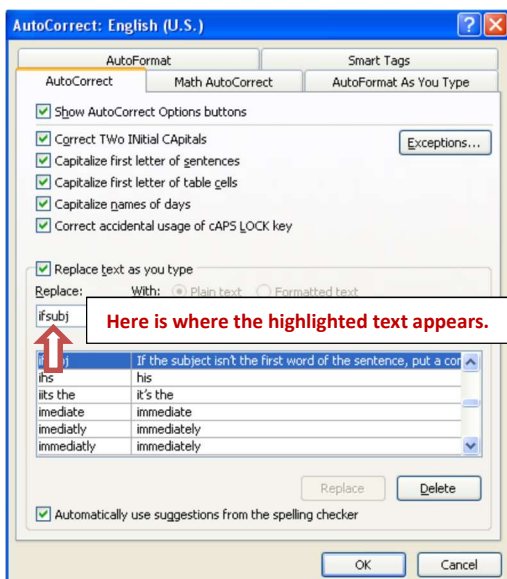 AutoCorrect: English (U.S.)
AutoFormat Smart Tags
AutoCorrect Math AutoCorrect AutoFormat As You Type
Show AutoCorrect Options buttons
Correct TWo INitial CApitals Exceptions...
Capitalize first letter of sentences
Capitalize first letter of table cells
Capitalize names of days
Correct accidental usage of cAPS LOCK key
Replace text as you type
Replace: With: Plain text Formatted text
ifsubj
Here is where the highlighted text appears.
If the subject isn't the first word of the sentence, put a cor
ihs his
iits the it's the
imediate immediate
imediatly immediately
immediatly immediately
Replace Delete
Automatically use suggestions from the spelling checker
OK Cancel